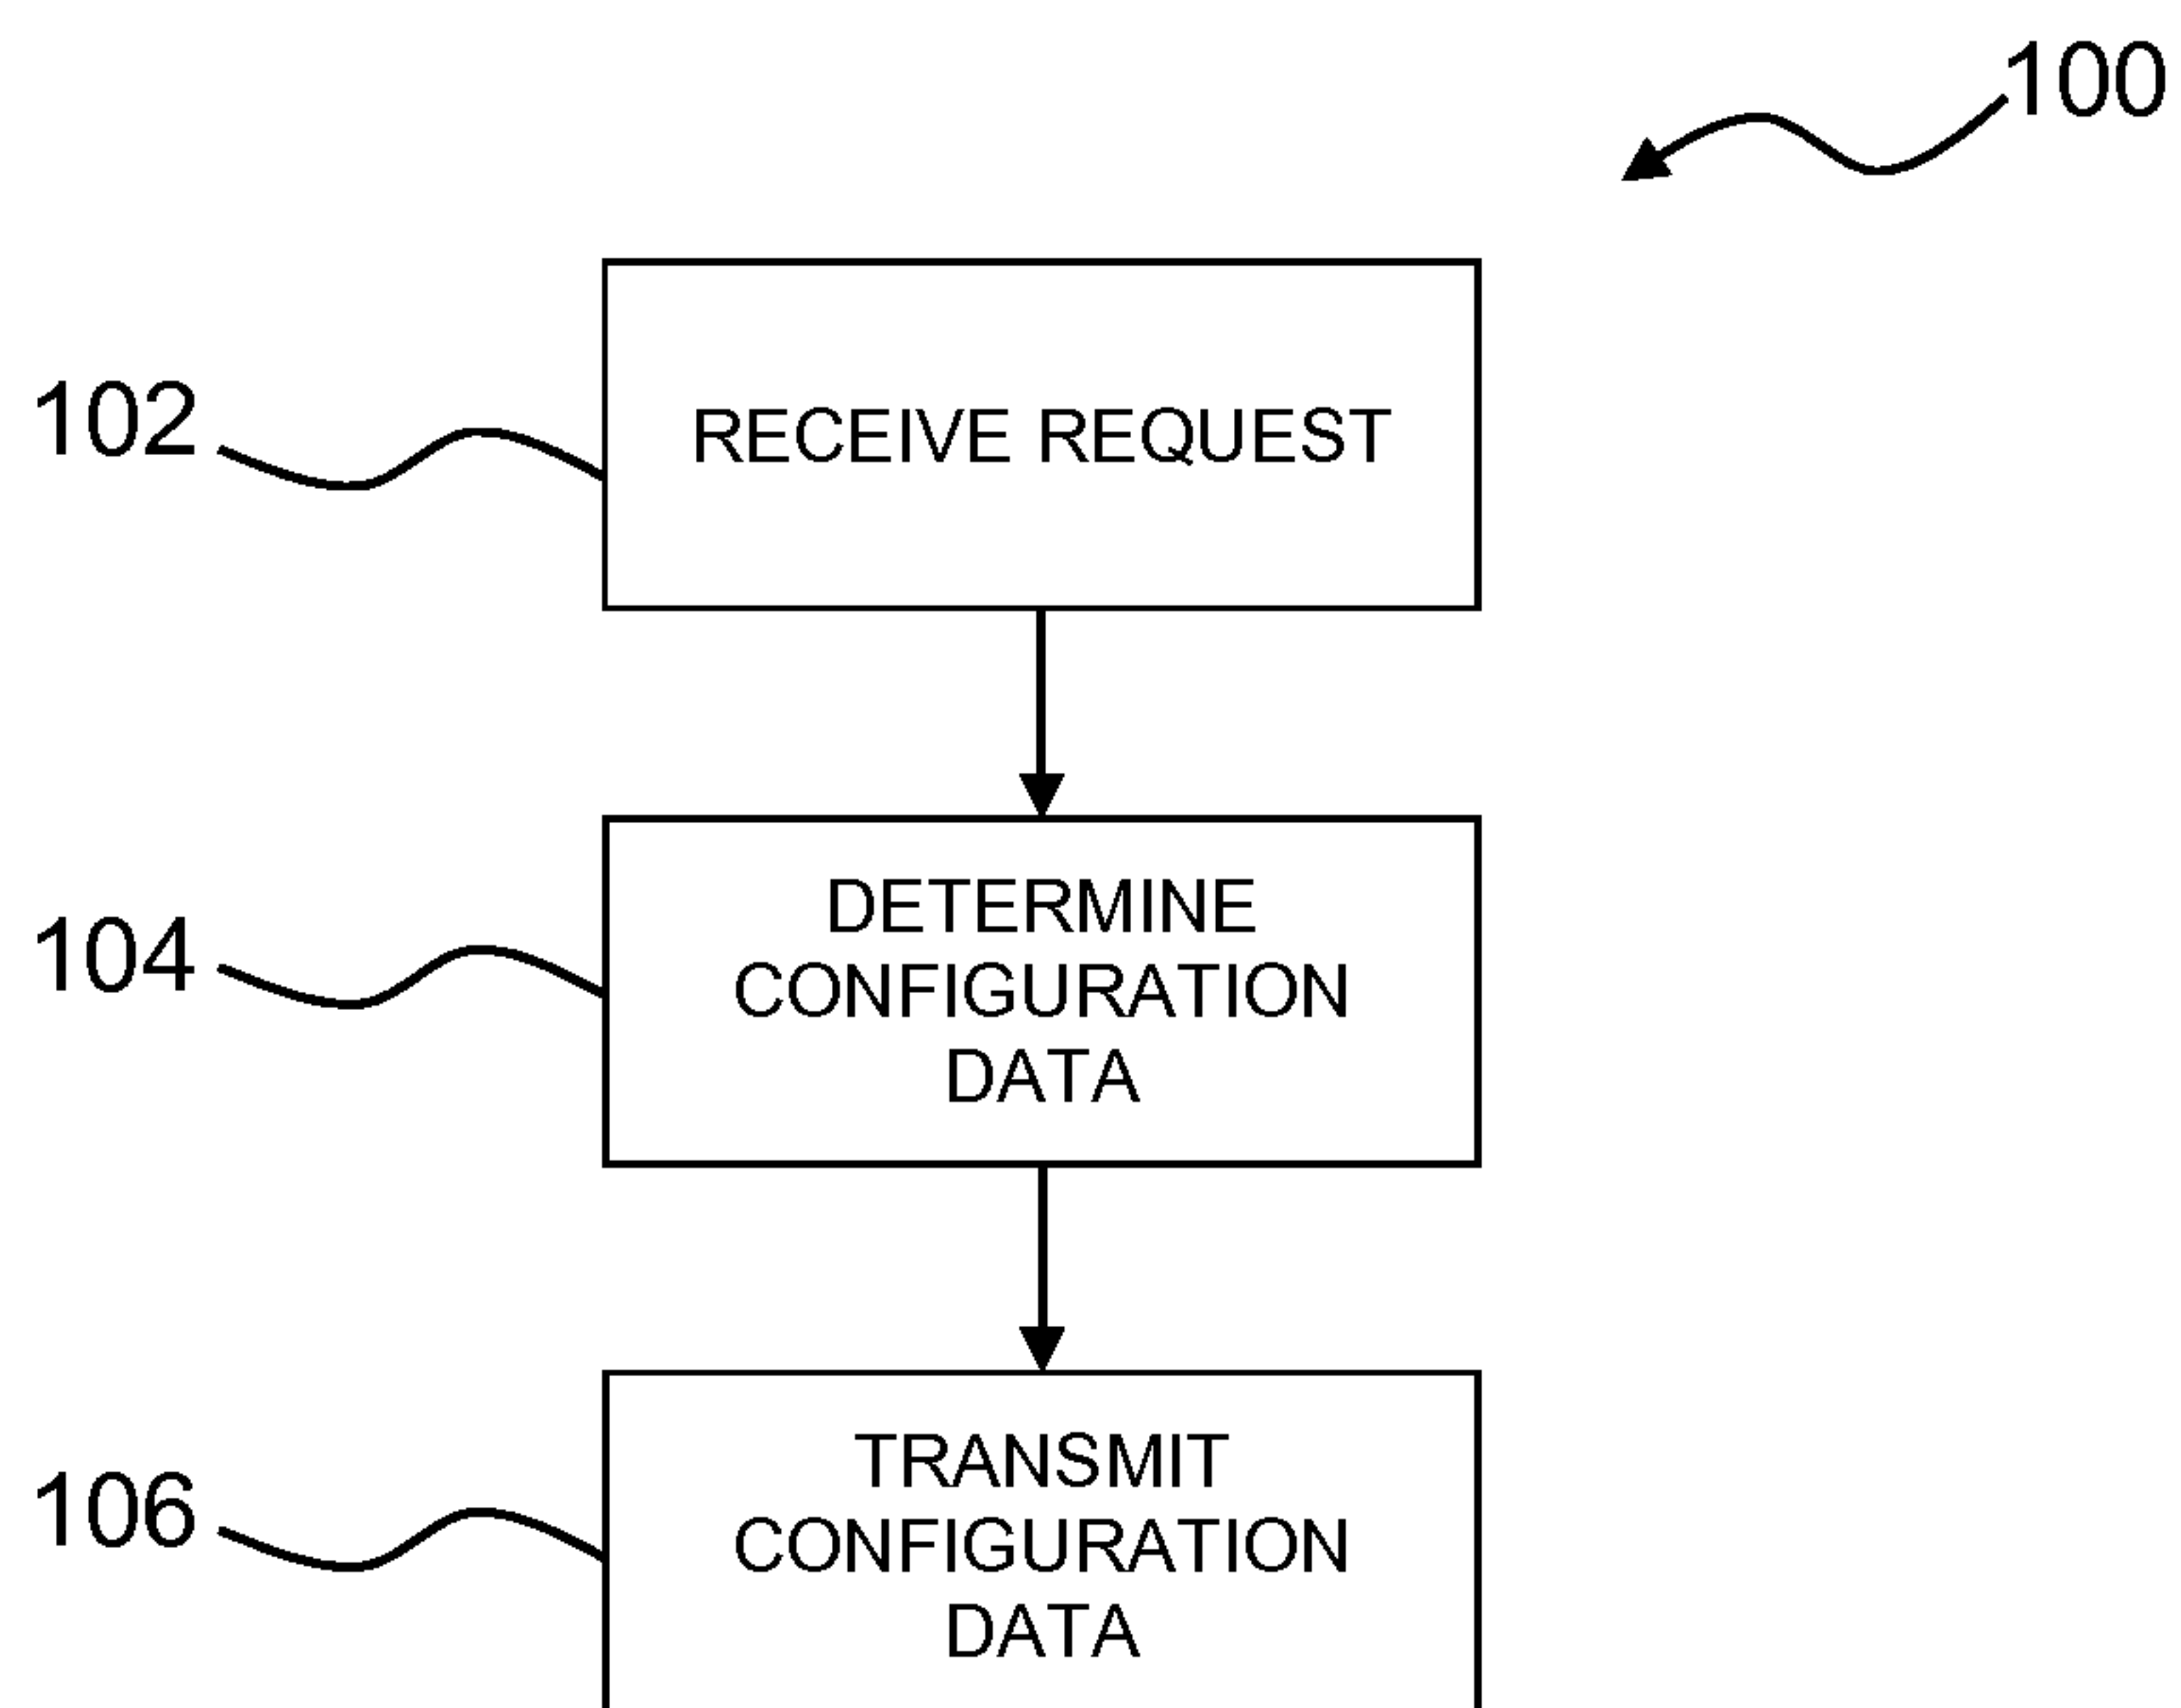 100
102
RECEIVE REQUEST
104
DETERMINE
CONFIGURATION
DATA
106
TRANSMIT
CONFIGURATION
DATA